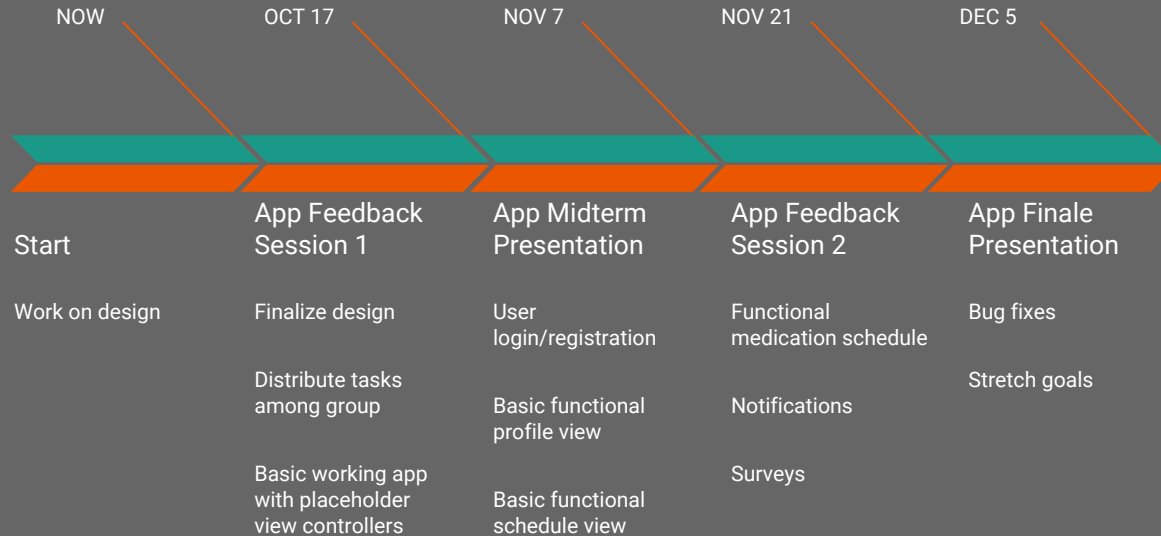 NOW
OCT 17
NOV 7
NOV 21
DEC 5
Start
Work on design
App Feedback
Session 1
Finalize design
Distribute tasks
among group
Basic working app
with placeholder
view controllers
App Midterm
Presentation
User
login/registration
Basic functional
profile view
Basic functional
schedule view
App Feedback
Session 2
Functional
medication schedule
Notifications
Surveys
App Finale
Presentation
Bug fixes
Stretch goals